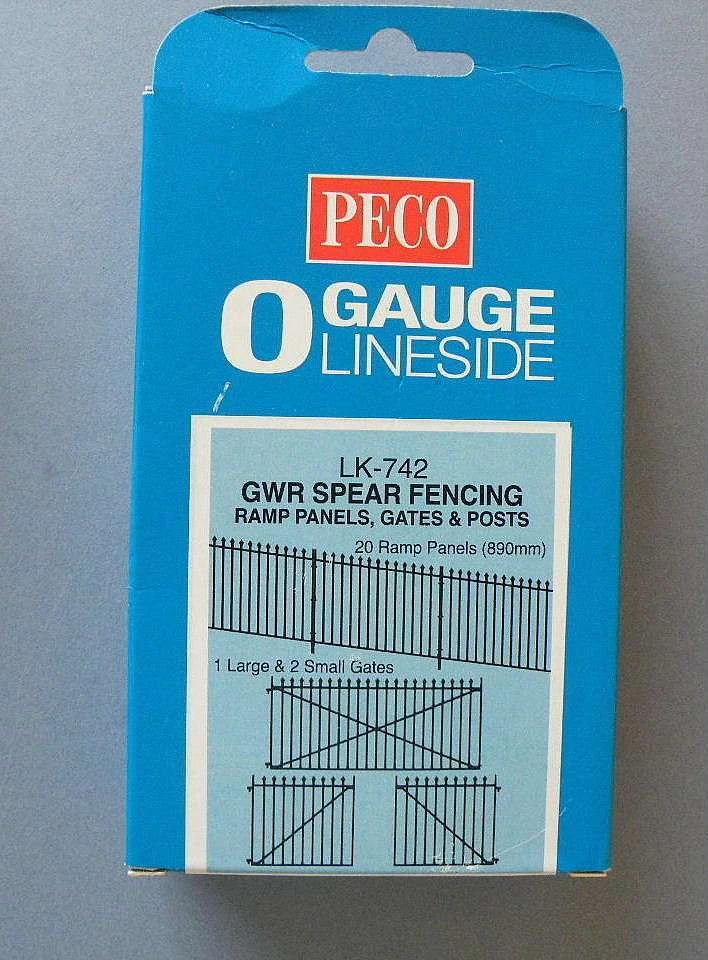 PECO
O GAUGE
LINESIDE
LK-742
GWR SPEAR FENCING
RAMP PANELS, GATES & POSTS
20 Ramp Panels (890mm)
1 Large & 2 Small Gates